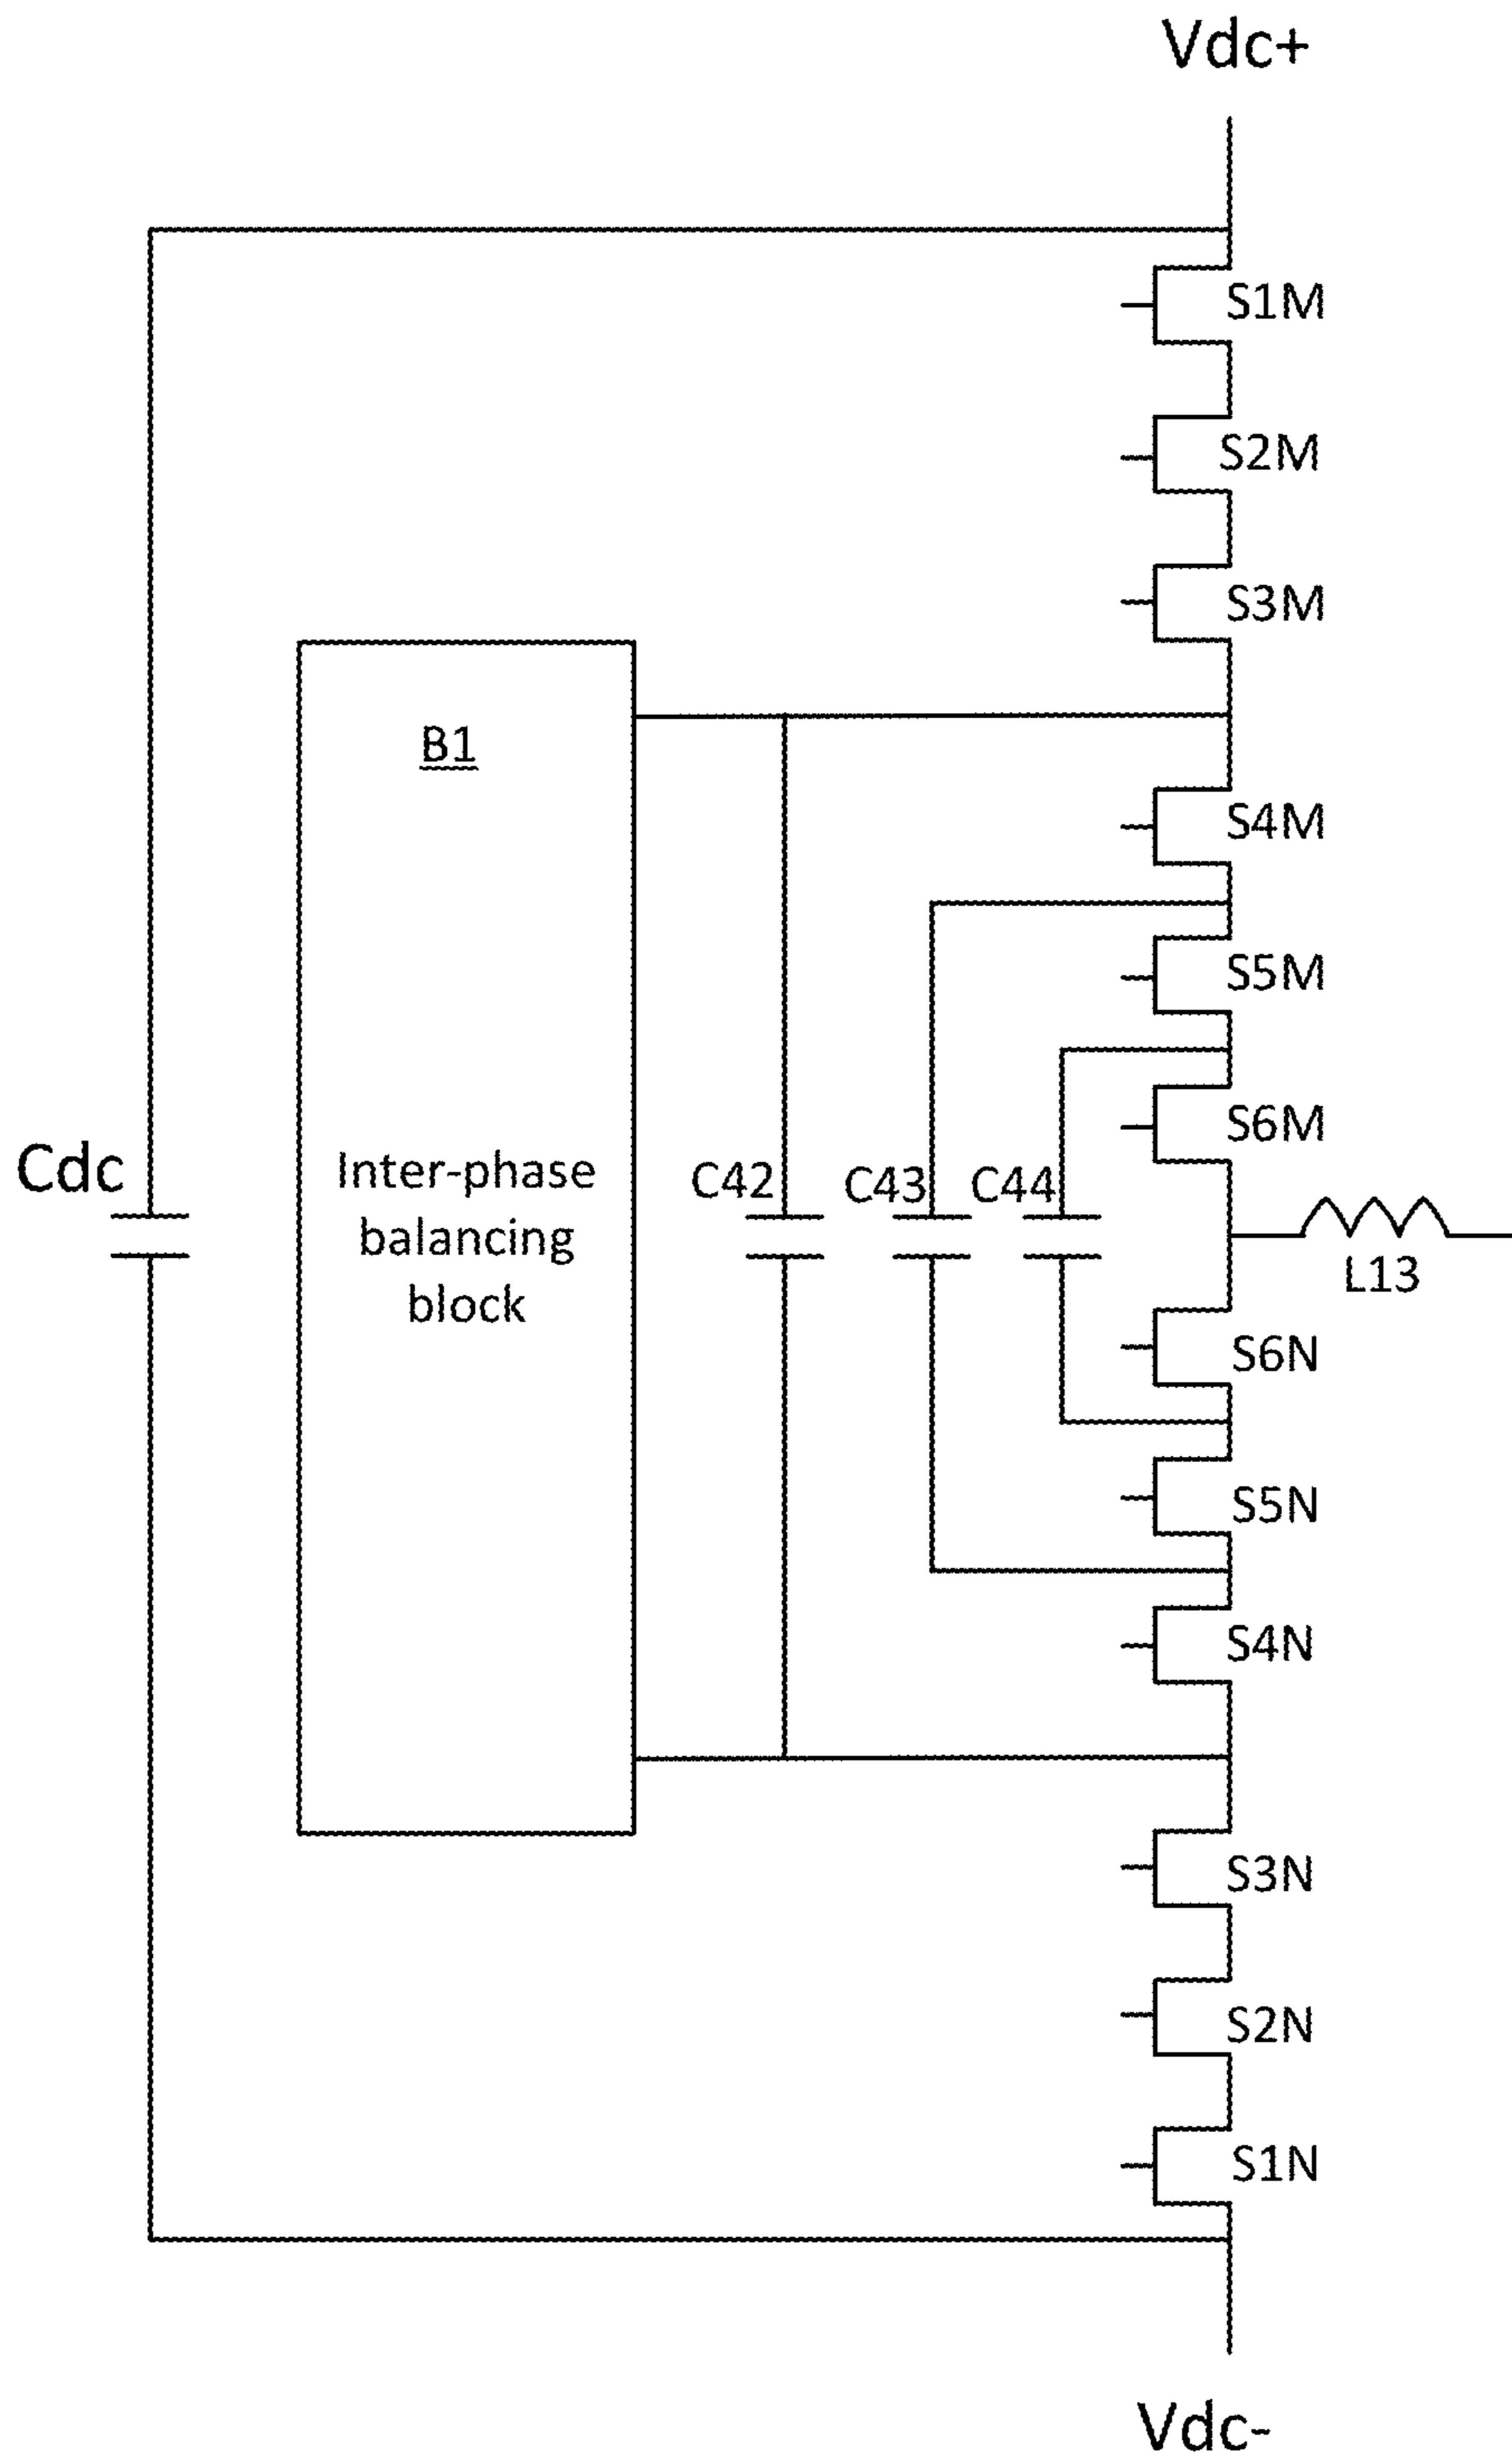 Vdc+
S1M
S2M
S3M
B1
S4M
S5M
S6M
Cdc
Inter-phase
balancing
block
C42
C43
C44
L13
S6N
S5N
S4N
S3N
S2N
S1N
Vdc-